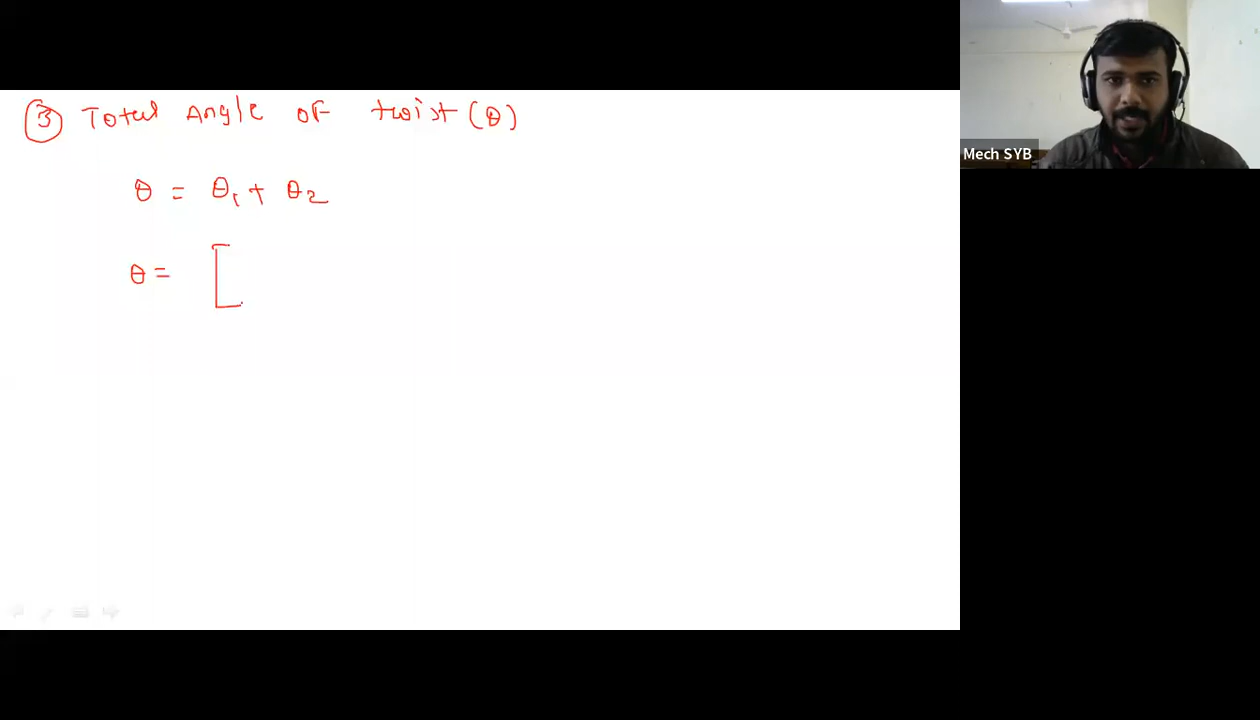 ③ Total Angle of twist (θ)
θ = θ₁ + θ₂
θ = [
Mech SYB